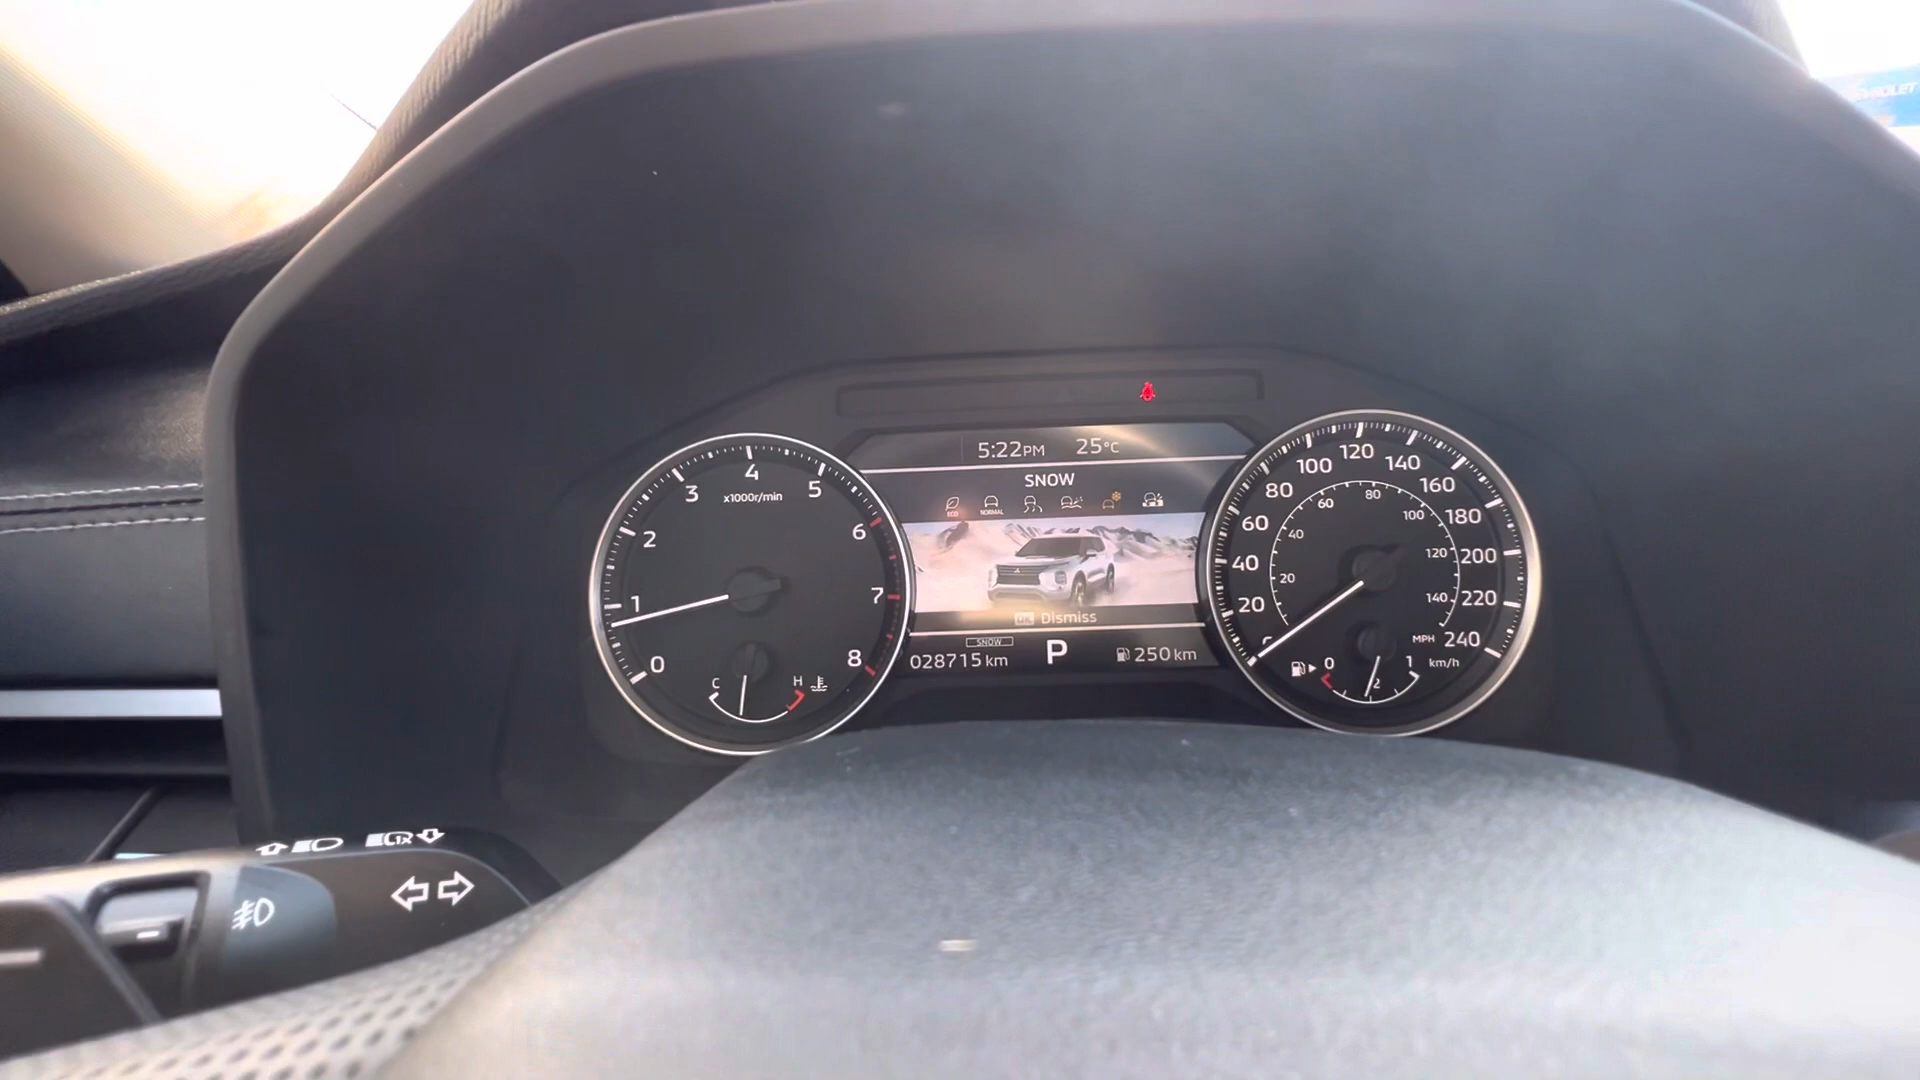 5:22PM 25°C
SNOW
ECO NORMAL
OK Dismiss
SNOW
028715 km P 250 km
0 1 2 3 4 5 6 7 8
x1000r/min
C H
20 40 60 80 100 120 140 160 180 200 220 240
20 40 60 80 100 120 140
MPH
km/h
0 1